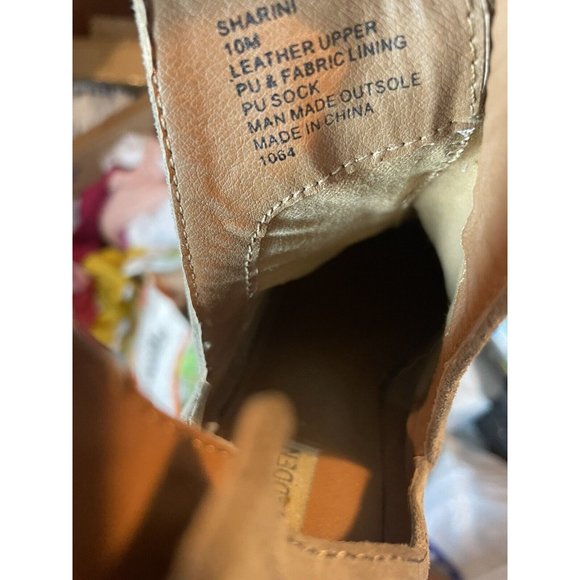 SHARINI
10M
LEATHER UPPER
PU & FABRIC LINING
PU SOCK
MAN MADE OUTSOLE
MADE IN CHINA
1064